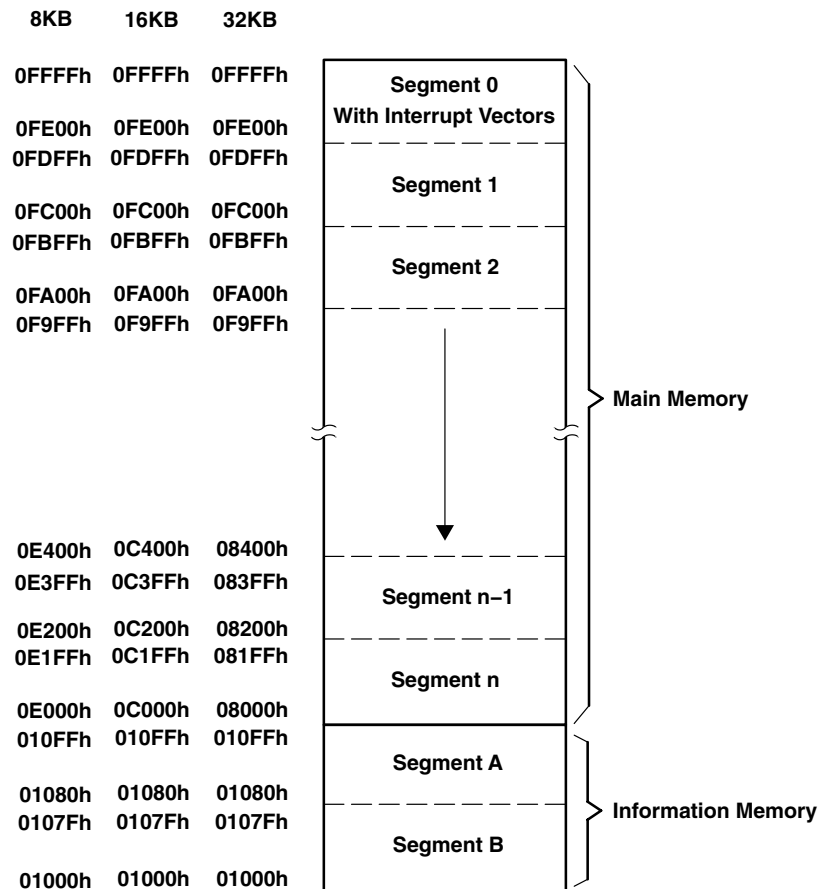 8KB 16KB 32KB
0FFFFh 0FFFFh 0FFFFh
Segment 0
With Interrupt Vectors
0FE00h 0FE00h 0FE00h
0FDFFh 0FDFFh 0FDFFh
Segment 1
0FC00h 0FC00h 0FC00h
0FBFFh 0FBFFh 0FBFFh
Segment 2
0FA00h 0FA00h 0FA00h
0F9FFh 0F9FFh 0F9FFh
Main Memory
0E400h 0C400h 08400h
0E3FFh 0C3FFh 083FFh
Segment n−1
0E200h 0C200h 08200h
0E1FFh 0C1FFh 081FFh
Segment n
0E000h 0C000h 08000h
010FFh 010FFh 010FFh
Segment A
01080h 01080h 01080h
0107Fh 0107Fh 0107Fh
Information Memory
Segment B
01000h 01000h 01000h